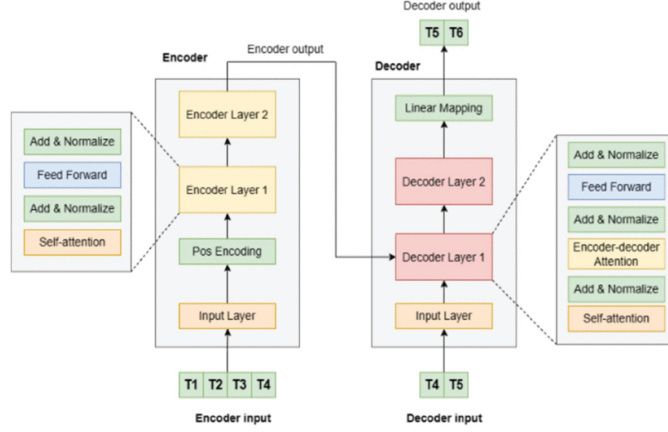 Decoder output
T5 T6
Encoder output
Encoder
Decoder
Encoder Layer 2
Linear Mapping
Add & Normalize
Feed Forward
Add & Normalize
Self-attention
Encoder Layer 1
Decoder Layer 2
Add & Normalize
Feed Forward
Add & Normalize
Encoder-decoder
Attention
Add & Normalize
Self-attention
Pos Encoding
Decoder Layer 1
Input Layer
Input Layer
T1 T2 T3 T4
T4 T5
Encoder input
Decoder input